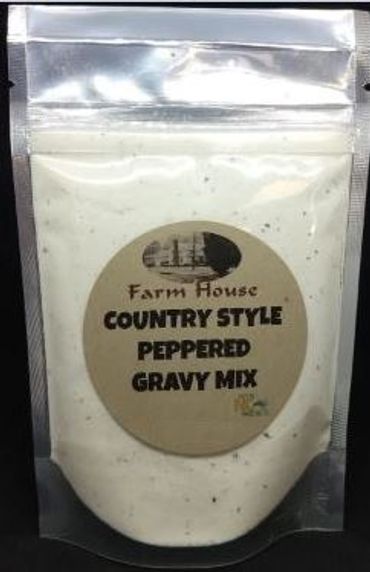 Farm House
COUNTRY STYLE
PEPPERED
GRAVY MIX